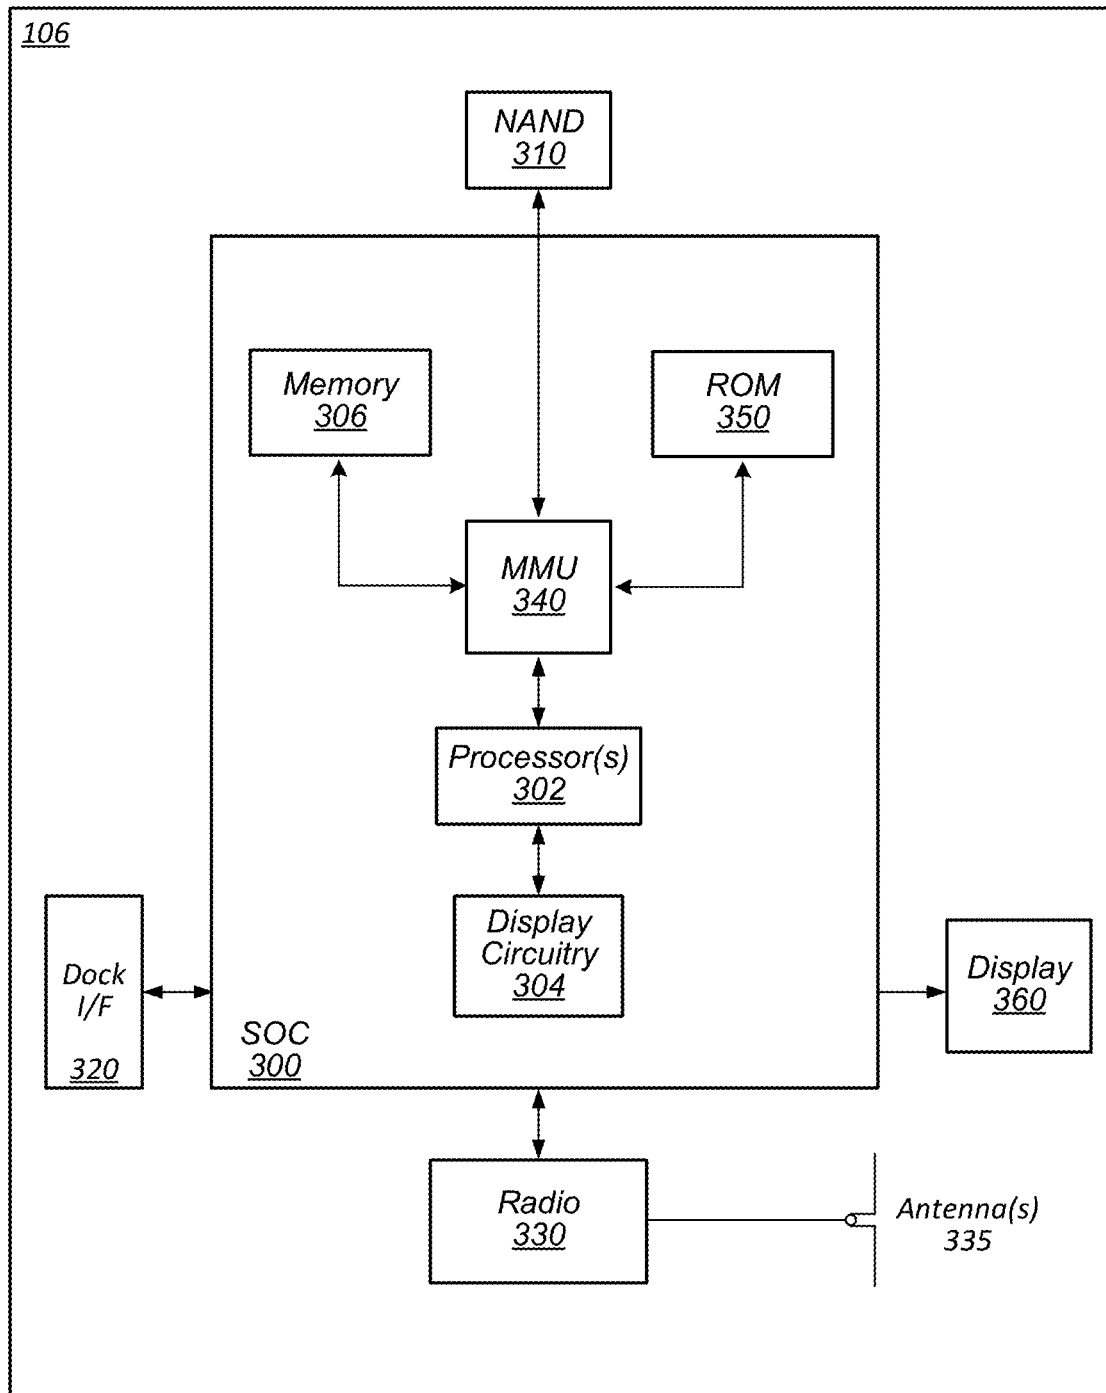 106
NAND
310
Memory
306
ROM
350
MMU
340
Processor(s)
302
Display
Circuitry
304
Dock
I/F
320
SOC
300
Display
360
Radio
330
Antenna(s)
335